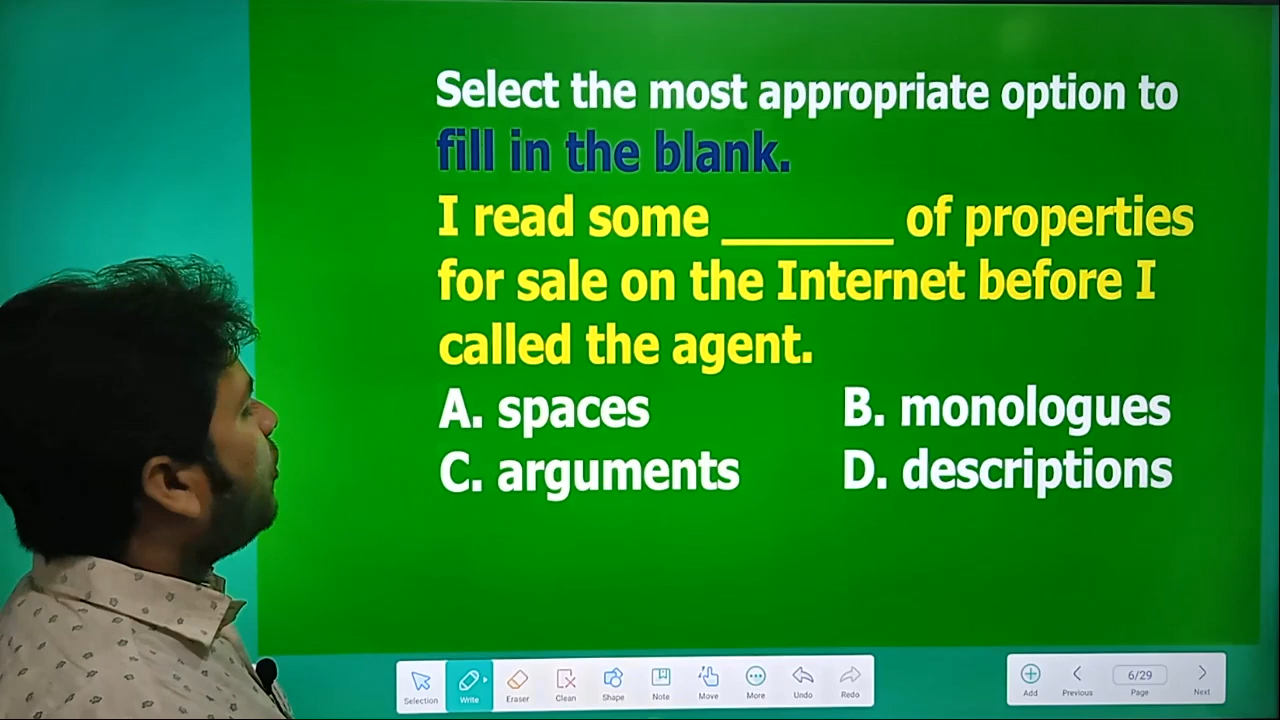 Select the most appropriate option to
fill in the blank.
I read some _______ of properties
for sale on the Internet before I
called the agent.
A. spaces B. monologues
C. arguments D. descriptions
Selection Write Eraser Clean Shape Note Move More Undo Redo
Add Previous 6/29 Page Next